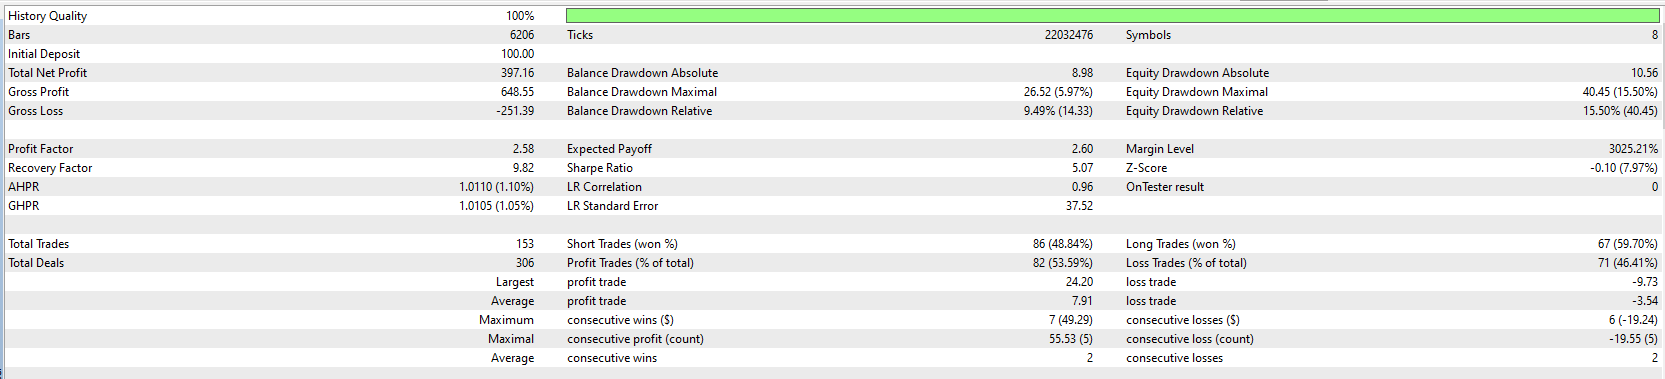 History Quality 100%
Bars 6206 Ticks 22032476 Symbols 8
Initial Deposit 100.00
Total Net Profit 397.16 Balance Drawdown Absolute 8.98 Equity Drawdown Absolute 10.56
Gross Profit 648.55 Balance Drawdown Maximal 26.52 (5.97%) Equity Drawdown Maximal 40.45 (15.50%)
Gross Loss -251.39 Balance Drawdown Relative 9.49% (14.33) Equity Drawdown Relative 15.50% (40.45)
Profit Factor 2.58 Expected Payoff 2.60 Margin Level 3025.21%
Recovery Factor 9.82 Sharpe Ratio 5.07 Z-Score -0.10 (7.97%)
AHPR 1.0110 (1.10%) LR Correlation 0.96 OnTester result 0
GHPR 1.0105 (1.05%) LR Standard Error 37.52
Total Trades 153 Short Trades (won %) 86 (48.84%) Long Trades (won %) 67 (59.70%)
Total Deals 306 Profit Trades (% of total) 82 (53.59%) Loss Trades (% of total) 71 (46.41%)
Largest profit trade 24.20 loss trade -9.73
Average profit trade 7.91 loss trade -3.54
Maximum consecutive wins ($) 7 (49.29) consecutive losses ($) 6 (-19.24)
Maximal consecutive profit (count) 55.53 (5) consecutive loss (count) -19.55 (5)
Average consecutive wins 2 consecutive losses 2